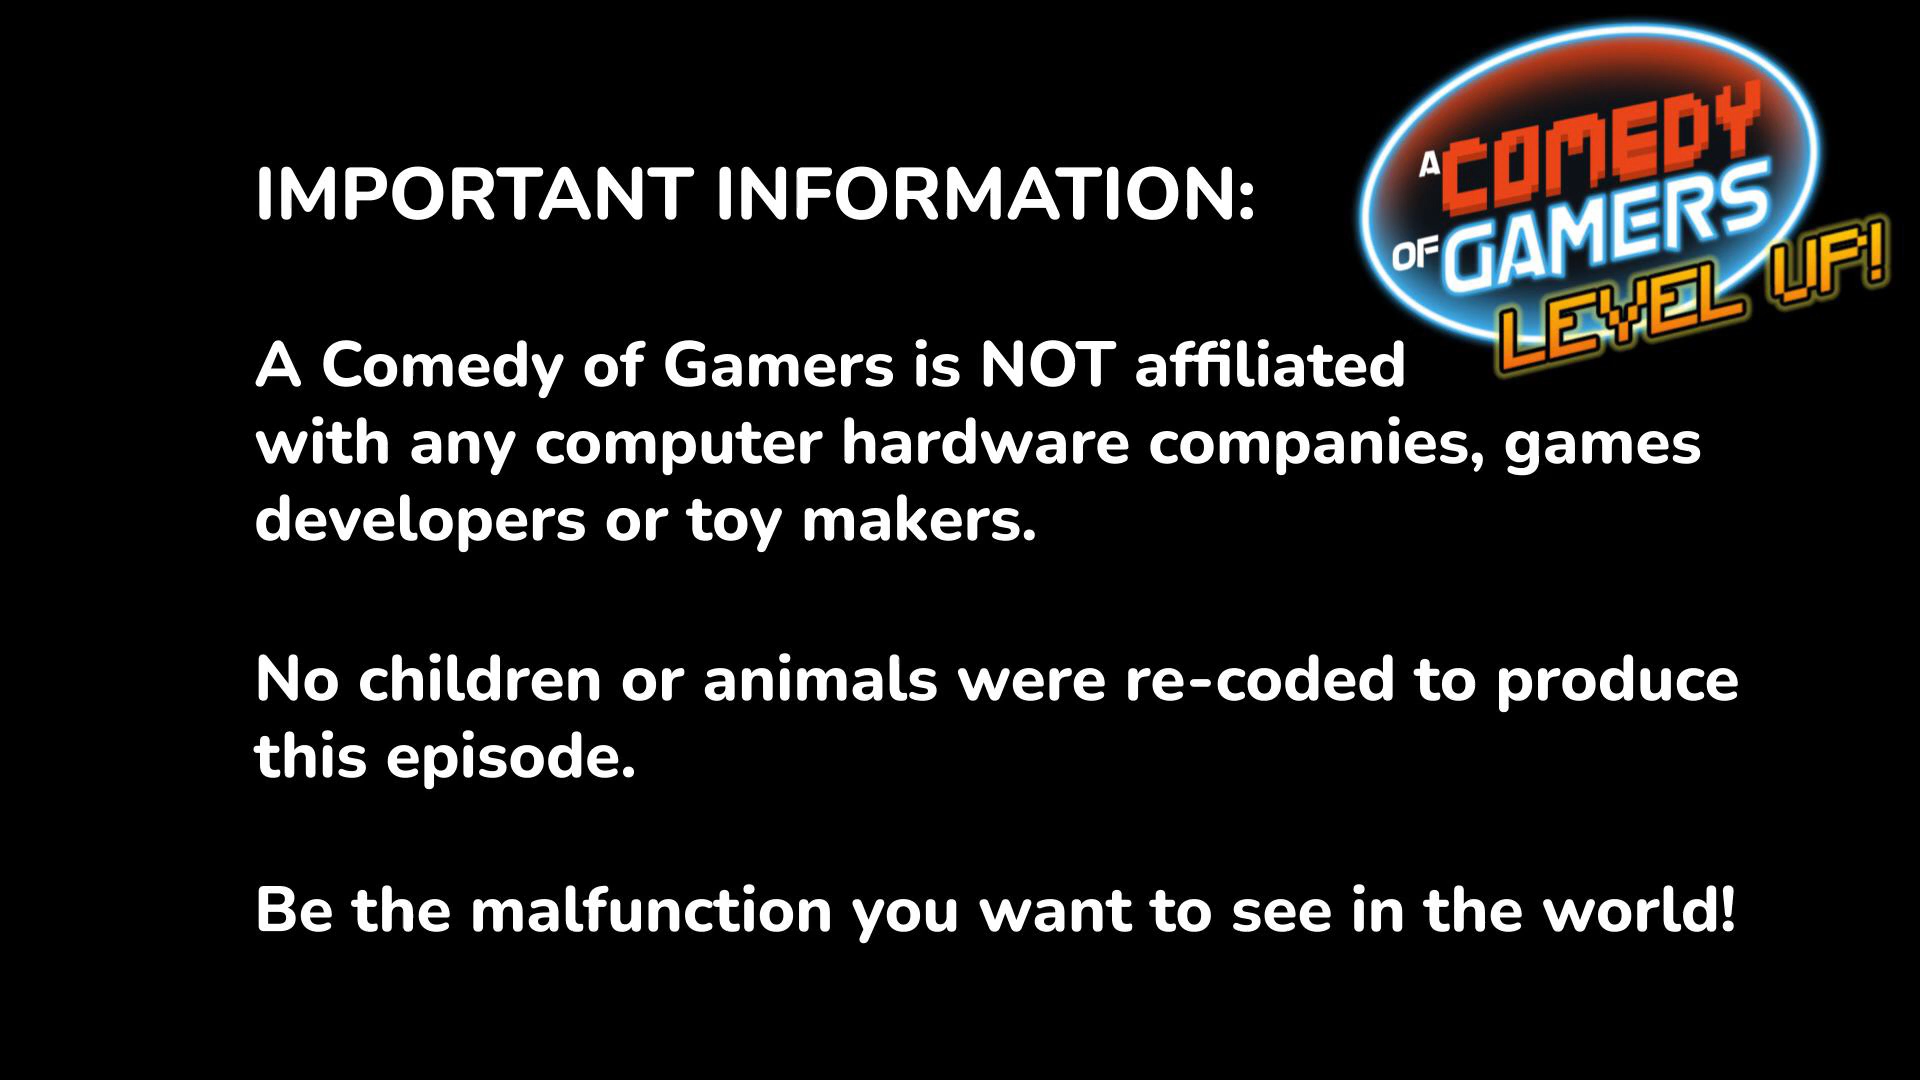 A COMEDY
OF GAMERS
LEVEL UP!
IMPORTANT INFORMATION:
A Comedy of Gamers is NOT affiliated
with any computer hardware companies, games
developers or toy makers.
No children or animals were re-coded to produce
this episode.
Be the malfunction you want to see in the world!